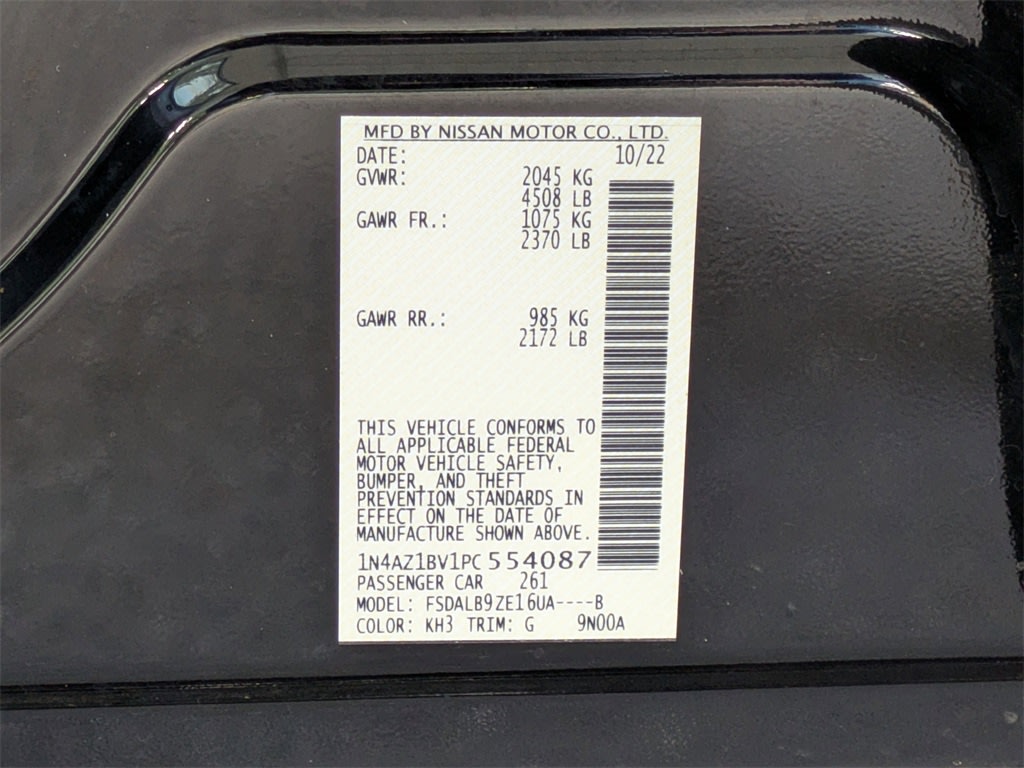 MFD BY NISSAN MOTOR CO., LTD.
DATE: 10/22
GVWR: 2045 KG
4508 LB
GAWR FR.: 1075 KG
2370 LB
GAWR RR.: 985 KG
2172 LB
THIS VEHICLE CONFORMS TO
ALL APPLICABLE FEDERAL
MOTOR VEHICLE SAFETY,
BUMPER, AND THEFT
PREVENTION STANDARDS IN
EFFECT ON THE DATE OF
MANUFACTURE SHOWN ABOVE.
1N4AZ1BV1PC554087
PASSENGER CAR 261
MODEL: FSDALB9ZE16UA----B
COLOR: KH3 TRIM: G 9N00A